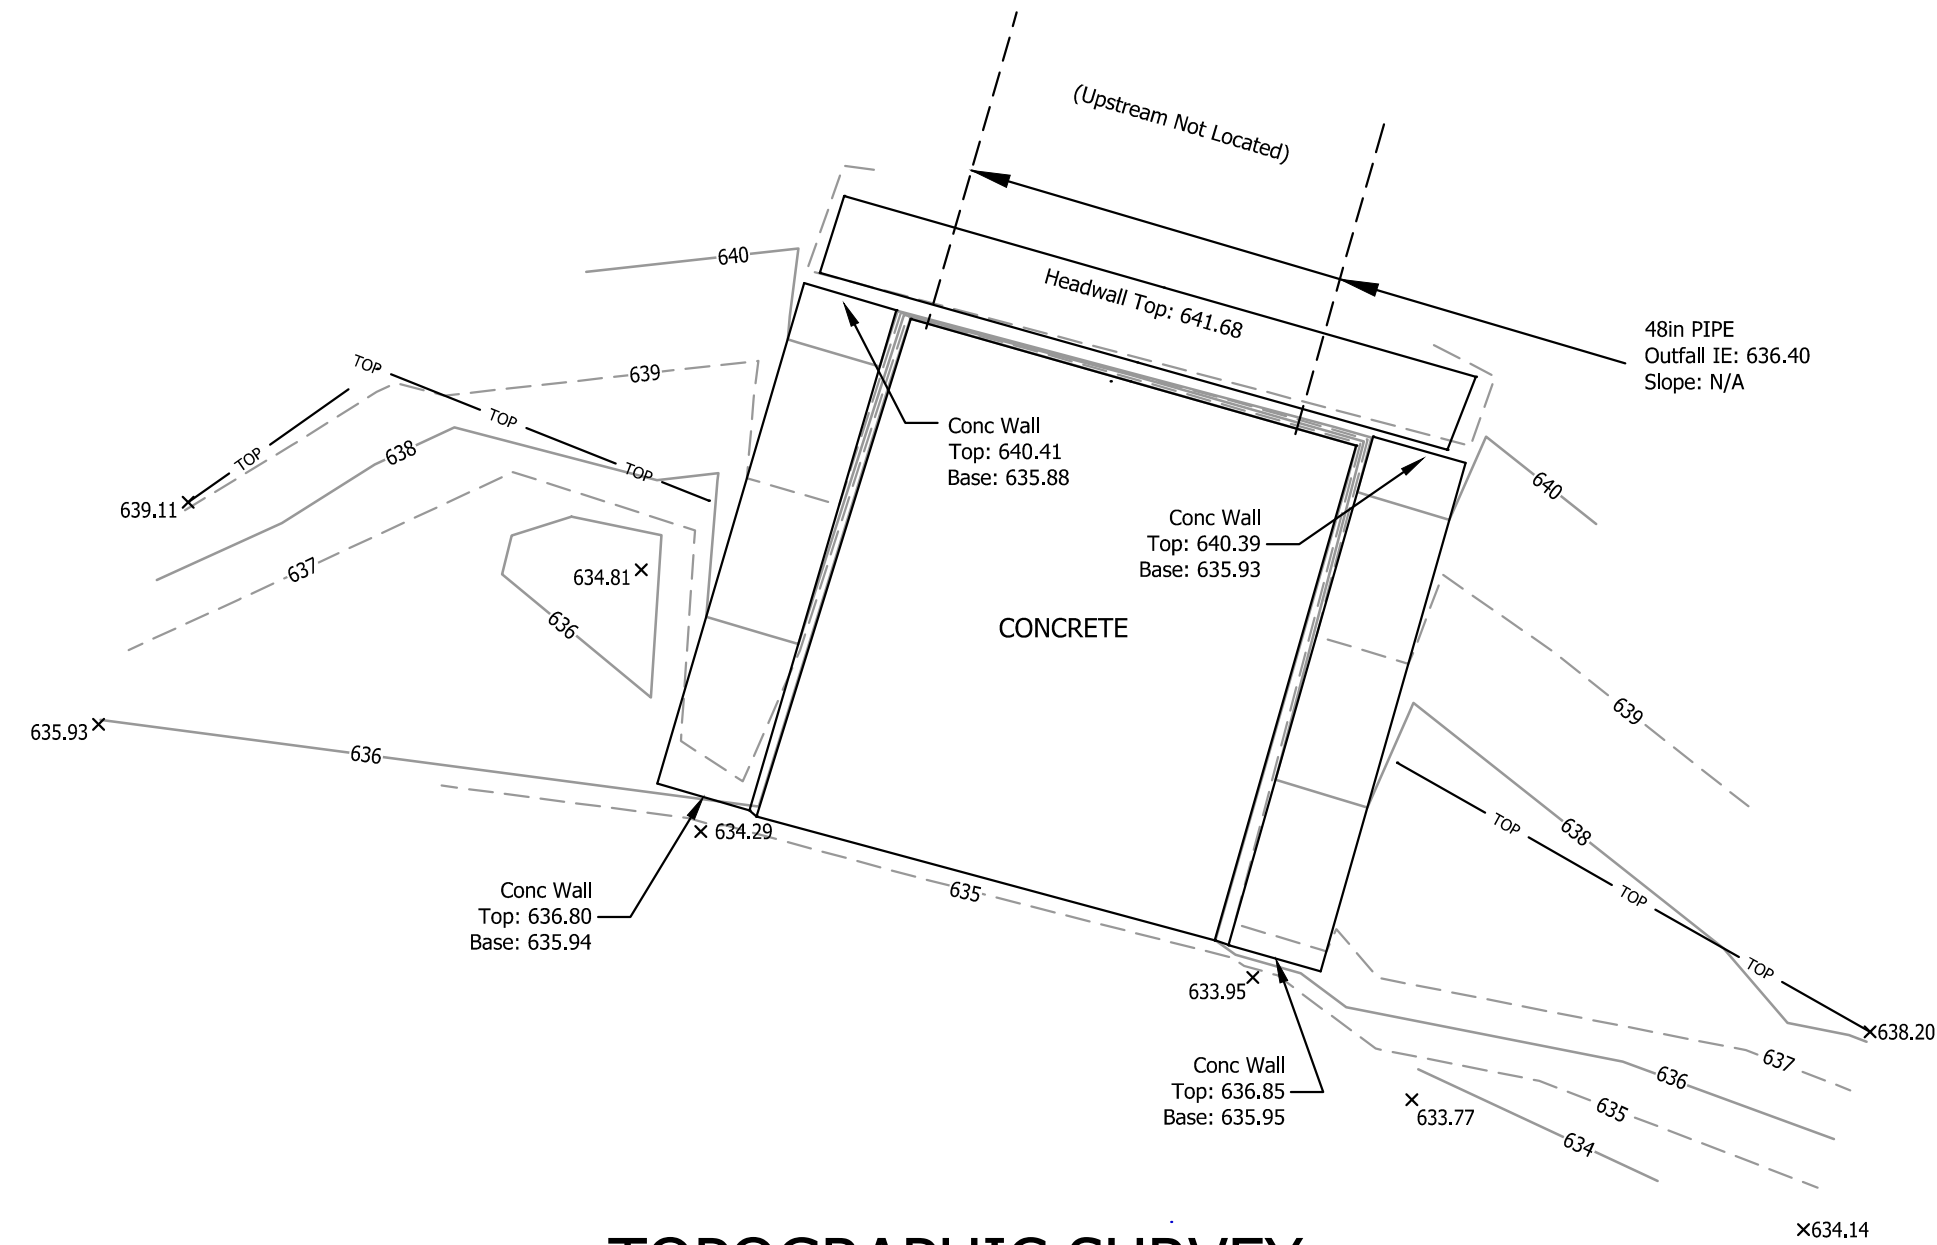 (Upstream Not Located)
640
Headwall Top: 641.68
48in PIPE
Outfall IE: 636.40
Slope: N/A
TOP
639
TOP
TOP
TOP
638
639.11
Conc Wall
Top: 640.41
Base: 635.88
640
Conc Wall
Top: 640.39
Base: 635.93
637
634.81
636
CONCRETE
639
635.93
636
634.29
638
TOP
635
TOP
Conc Wall
Top: 636.80
Base: 635.94
TOP
633.95
638.20
637
Conc Wall
Top: 636.85
Base: 635.95
636
633.77
635
634
634.14
TOPOGRAPHIC SURVEY